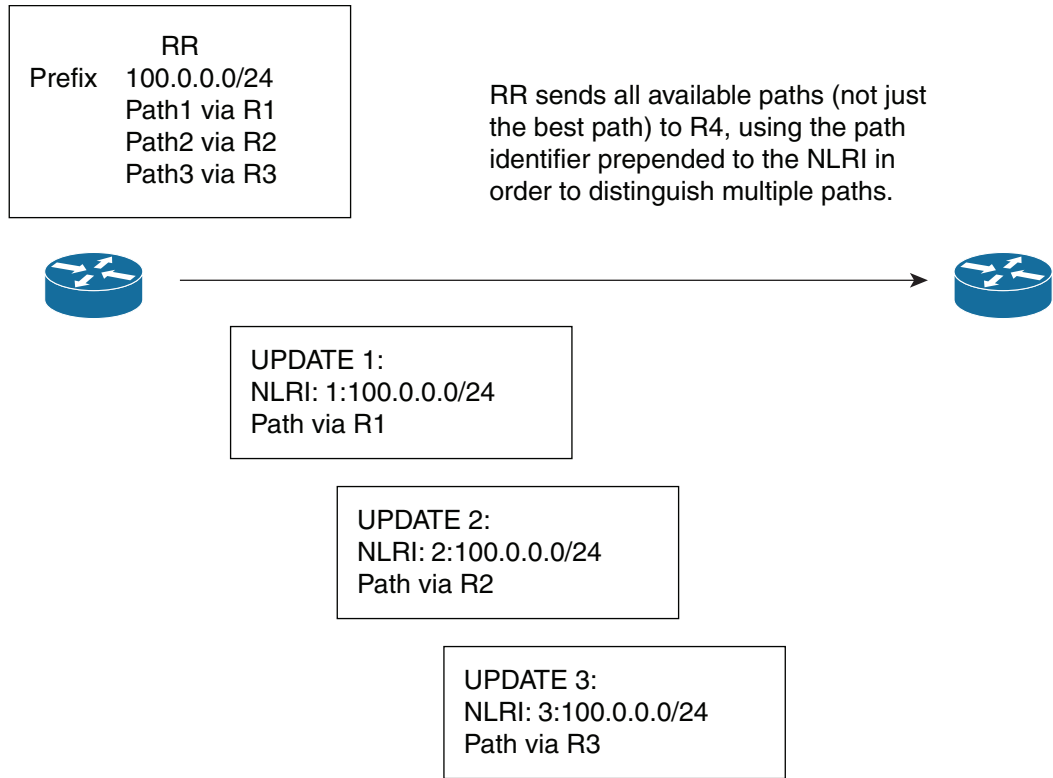 RR
Prefix 100.0.0.0/24
Path1 via R1
Path2 via R2
Path3 via R3
RR sends all available paths (not just
the best path) to R4, using the path
identifier prepended to the NLRI in
order to distinguish multiple paths.
UPDATE 1:
NLRI: 1:100.0.0.0/24
Path via R1
UPDATE 2:
NLRI: 2:100.0.0.0/24
Path via R2
UPDATE 3:
NLRI: 3:100.0.0.0/24
Path via R3